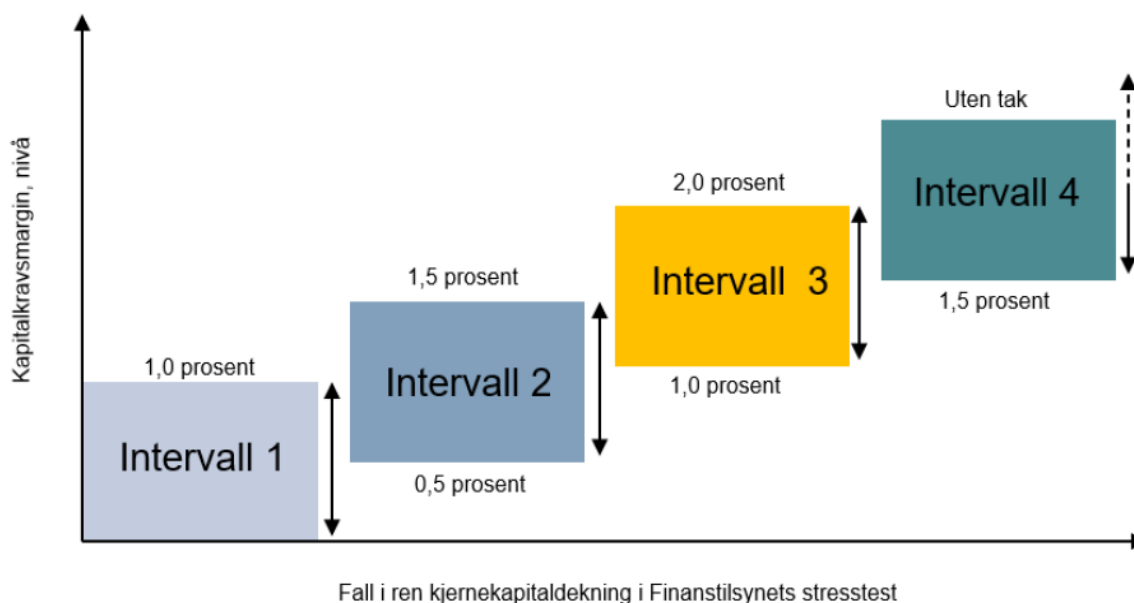 Kapitalkravsmargin, nivå
Uten tak
Intervall 4
1,5 prosent
2,0 prosent
Intervall 3
1,0 prosent
1,5 prosent
Intervall 2
0,5 prosent
1,0 prosent
Intervall 1
Fall i ren kjernekapitaldekning i Finanstilsynets stresstest